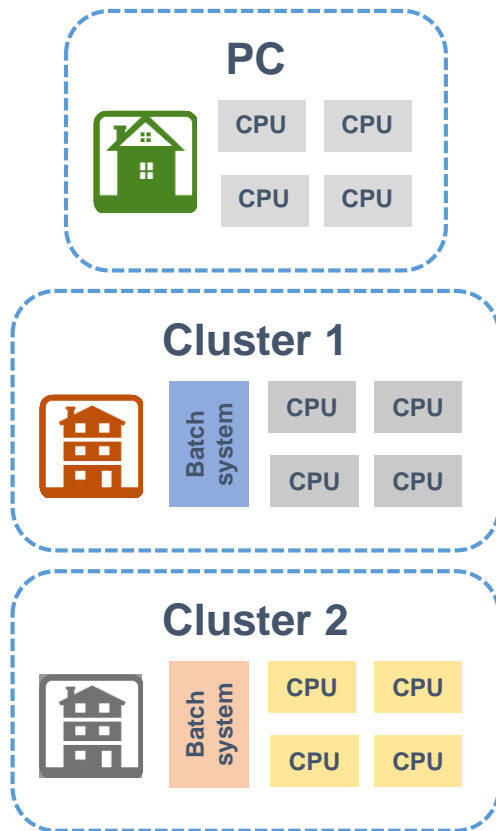 PC
CPU CPU
CPU CPU
Cluster 1
Batch
system
CPU CPU
CPU CPU
Cluster 2
Batch
system
CPU CPU
CPU CPU